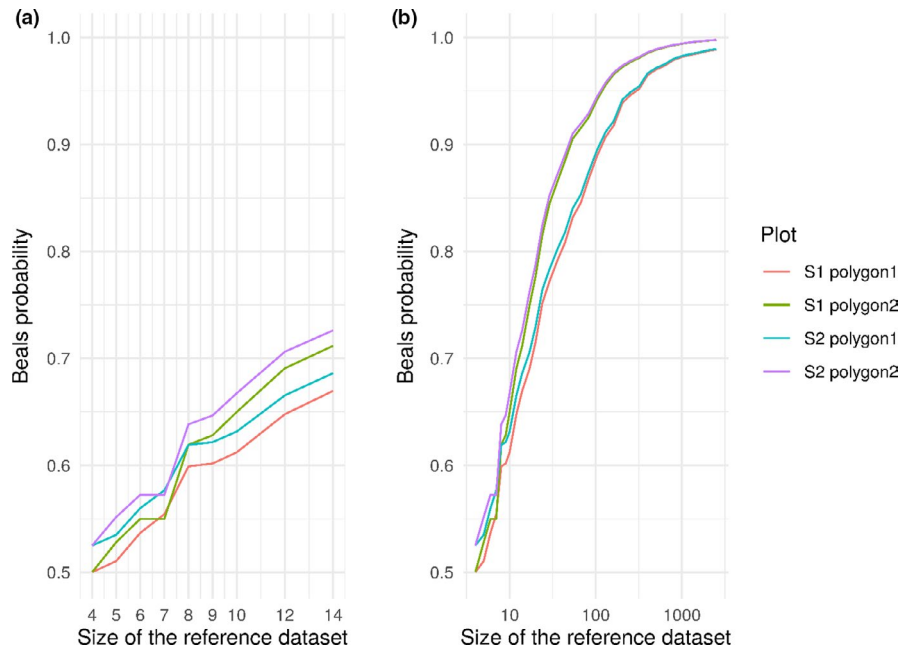 (a)
(b)
1.0
0.9
0.8
0.7
0.6
0.5
Beals probability
4 5 6 7 8 9 10 12 14
Size of the reference dataset
1.0
0.9
0.8
0.7
0.6
0.5
Beals probability
10 100 1000
Size of the reference dataset
Plot
S1 polygon1
S1 polygon2
S2 polygon1
S2 polygon2